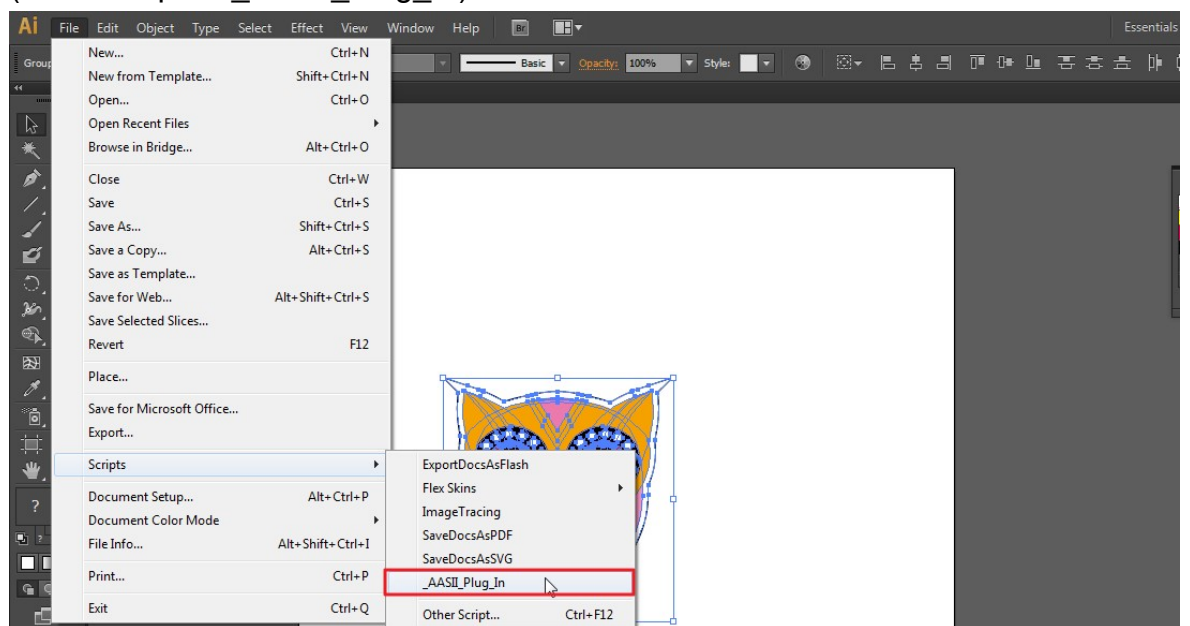 Ai File Edit Object Type Select Effect View Window Help Br Essentials
Group Basic Opacity: 100% Style:
New... Ctrl+N
New from Template... Shift+Ctrl+N
Open... Ctrl+O
Open Recent Files
Browse in Bridge... Alt+Ctrl+O
Close Ctrl+W
Save Ctrl+S
Save As... Shift+Ctrl+S
Save a Copy... Alt+Ctrl+S
Save as Template...
Save for Web... Alt+Shift+Ctrl+S
Save Selected Slices...
Revert F12
Place...
Save for Microsoft Office...
Export...
Scripts
Document Setup... Alt+Ctrl+P
Document Color Mode
File Info... Alt+Shift+Ctrl+I
Print... Ctrl+P
Exit Ctrl+Q
ExportDocsAsFlash
Flex Skins
ImageTracing
SaveDocsAsPDF
SaveDocsAsSVG
_AASII_Plug_In
Other Script... Ctrl+F12